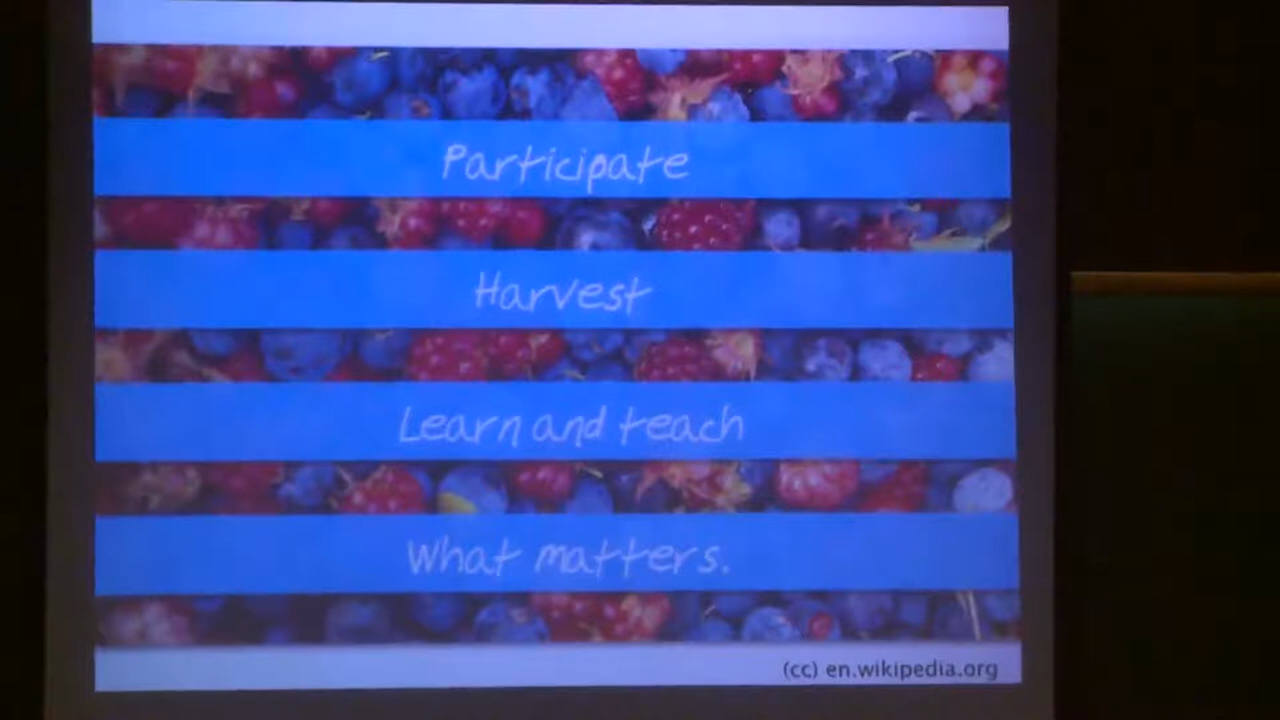 Participate
Harvest
Learn and teach
What matters.
(cc) en.wikipedia.org